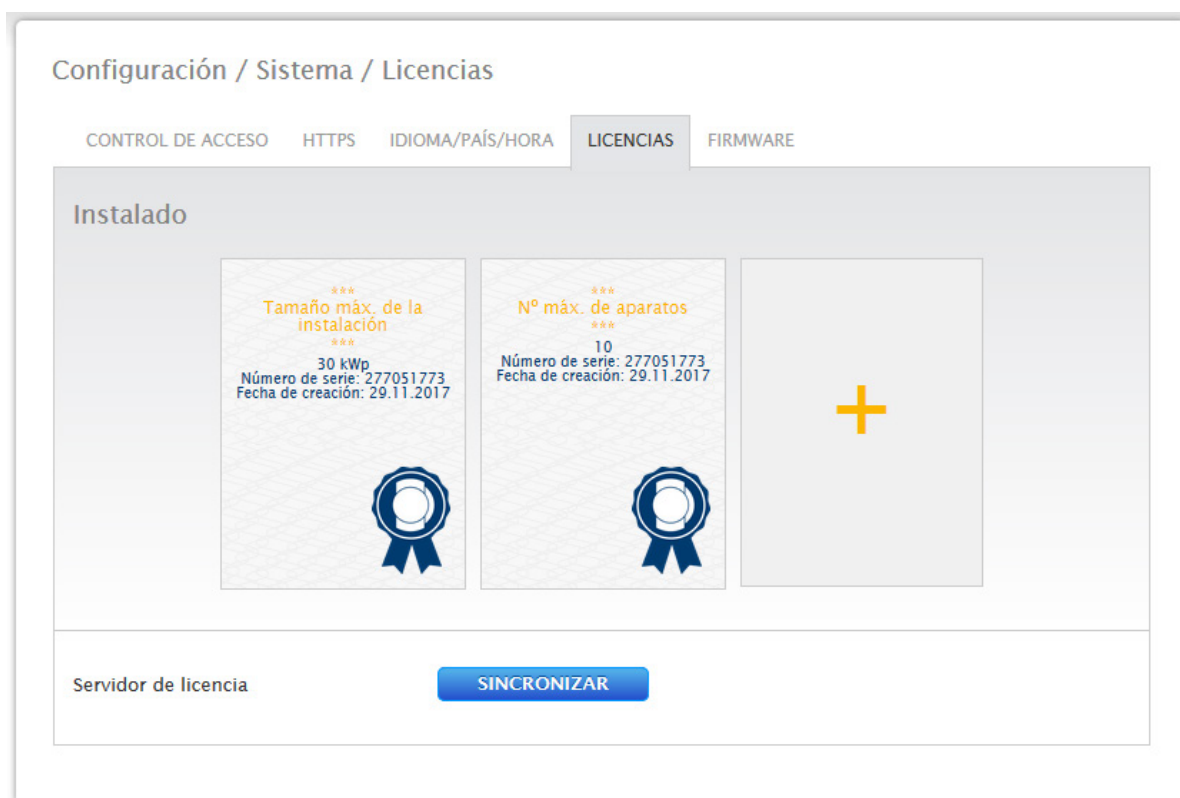 Configuración / Sistema / Licencias
CONTROL DE ACCESO HTTPS IDIOMA/PAÍS/HORA LICENCIAS FIRMWARE
Instalado
***
Tamaño máx. de la
instalación
***
30 kWp
Número de serie: 277051773
Fecha de creación: 29.11.2017
***
Nº máx. de aparatos
***
10
Número de serie: 277051773
Fecha de creación: 29.11.2017
+
Servidor de licencia
SINCRONIZAR